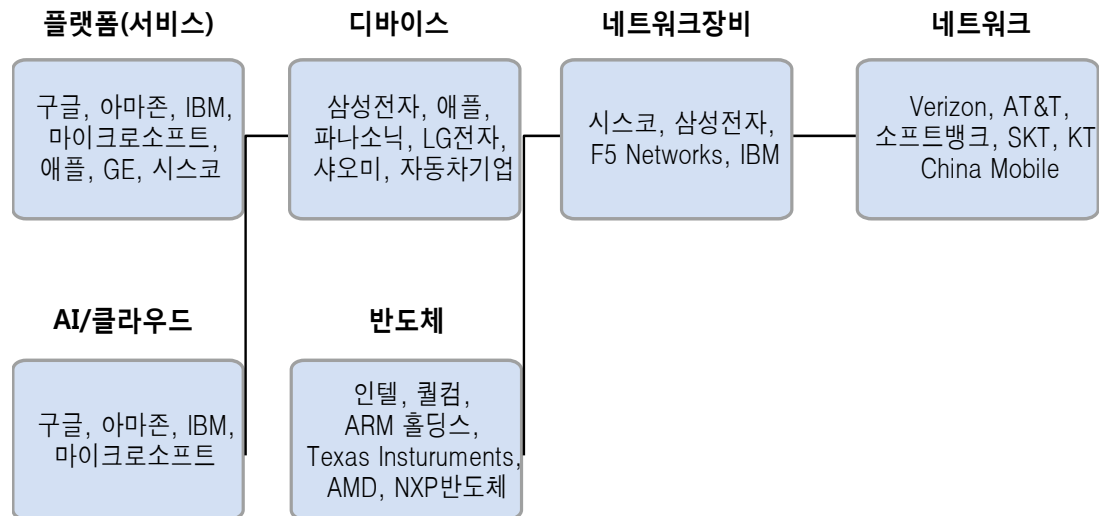 플랫폼(서비스)
디바이스
네트워크장비
네트워크
구글, 아마존, IBM,
마이크로소프트,
애플, GE, 시스코
삼성전자, 애플,
파나소닉, LG전자,
샤오미, 자동차기업
시스코, 삼성전자,
F5 Networks, IBM
Verizon, AT&T,
소프트뱅크, SKT, KT
China Mobile
AI/클라우드
반도체
구글, 아마존, IBM,
마이크로소프트
인텔, 퀄컴,
ARM 홀딩스,
Texas Insturuments,
AMD, NXP반도체